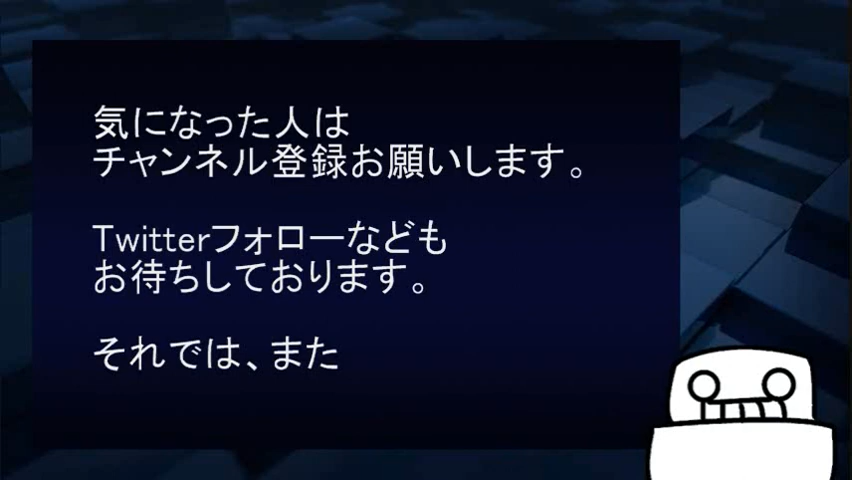 気になった人は
チャンネル登録お願いします。
Twitterフォローなども
お待ちしております。
それでは、また